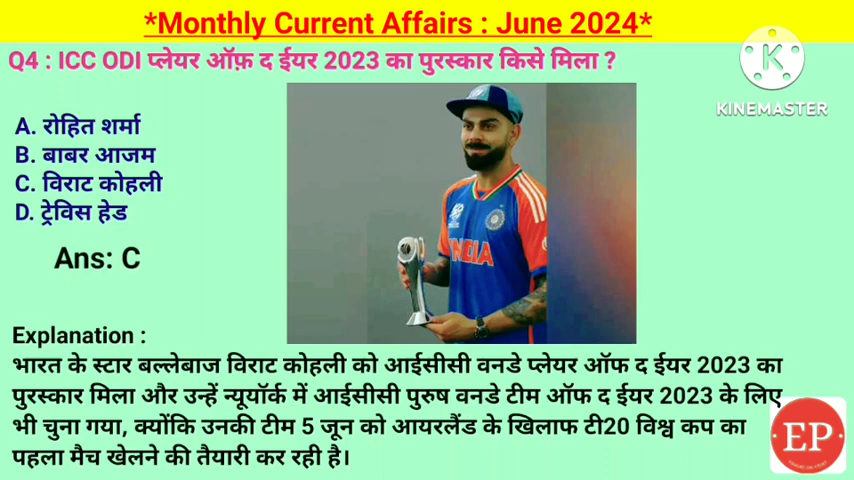 *Monthly Current Affairs : June 2024*
Q4 : ICC ODI प्लेयर ऑफ़ द ईयर 2023 का पुरस्कार किसे मिला ?
KINEMASTER
A. रोहित शर्मा
B. बाबर आजम
C. विराट कोहली
D. ट्रेविस हेड
INDIA
Ans: C
Explanation :
भारत के स्टार बल्लेबाज विराट कोहली को आईसीसी वनडे प्लेयर ऑफ द ईयर 2023 का
पुरस्कार मिला और उन्हें न्यूयॉर्क में आईसीसी पुरुष वनडे टीम ऑफ द ईयर 2023 के लिए
भी चुना गया, क्योंकि उनकी टीम 5 जून को आयरलैंड के खिलाफ टी20 विश्व कप का
पहला मैच खेलने की तैयारी कर रही है।
EP